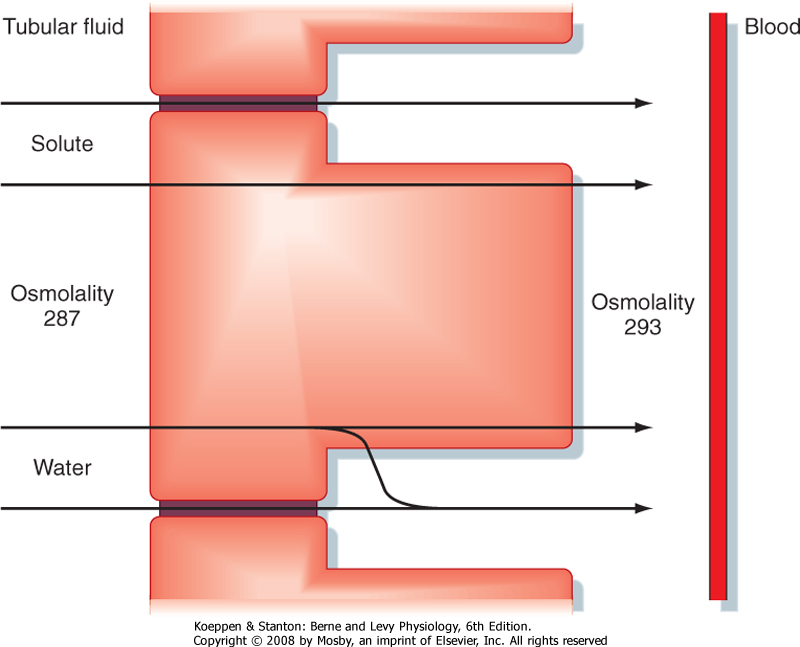 Tubular fluid
Blood
Solute
Osmolality
287
Osmolality
293
Water
Koeppen & Stanton: Berne and Levy Physiology, 6th Edition.
Copyright © 2008 by Mosby, an imprint of Elsevier, Inc. All rights reserved